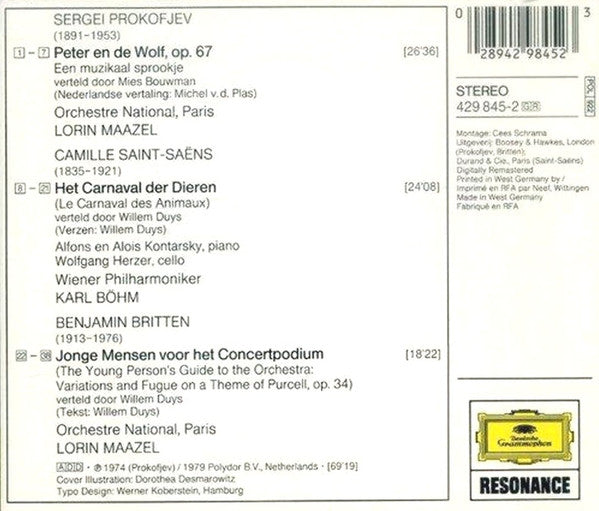 SERGEI PROKOFJEV
(1891-1953)
1 - 7 Peter en de Wolf, op. 67 [26'36]
Een muzikaal sprookje
verteld door Mies Bouwman
(Nederlandse vertaling: Michel v.d. Plas)
Orchestre National, Paris
LORIN MAAZEL
CAMILLE SAINT-SAËNS
(1835-1921)
8 - 21 Het Carnaval der Dieren [24'08]
(Le Carnaval des Animaux)
verteld door Willem Duys
(Verzen: Willem Duys)
Alfons en Alois Kontarsky, piano
Wolfgang Herzer, cello
Wiener Philharmoniker
KARL BÖHM
BENJAMIN BRITTEN
(1913-1976)
22 - 38 Jonge Mensen voor het Concertpodium [18'22]
(The Young Person's Guide to the Orchestra:
Variations and Fugue on a Theme of Purcell, op. 34)
verteld door Willem Duys
(Tekst: Willem Duys)
Orchestre National, Paris
LORIN MAAZEL
ADD · ℗ 1974 (Prokofjev) / 1979 Polydor B.V., Netherlands · [69'19]
Cover Illustration: Dorothea Desmarowitz
Typo Design: Werner Koberstein, Hamburg
0 28942 98452 3
STEREO
429 845-2 GR
POL 922
Montage: Cees Schrama
Uitgeverij: Boosey & Hawkes, London
(Prokofjev, Britten);
Durand & Cie., Paris (Saint-Saëns)
Digitally Remastered
Printed in West Germany by /
Imprimé en RFA par Neef, Wittingen
Made in West Germany
Fabriqué en RFA
Deutsche
Grammophon
RESONANCE